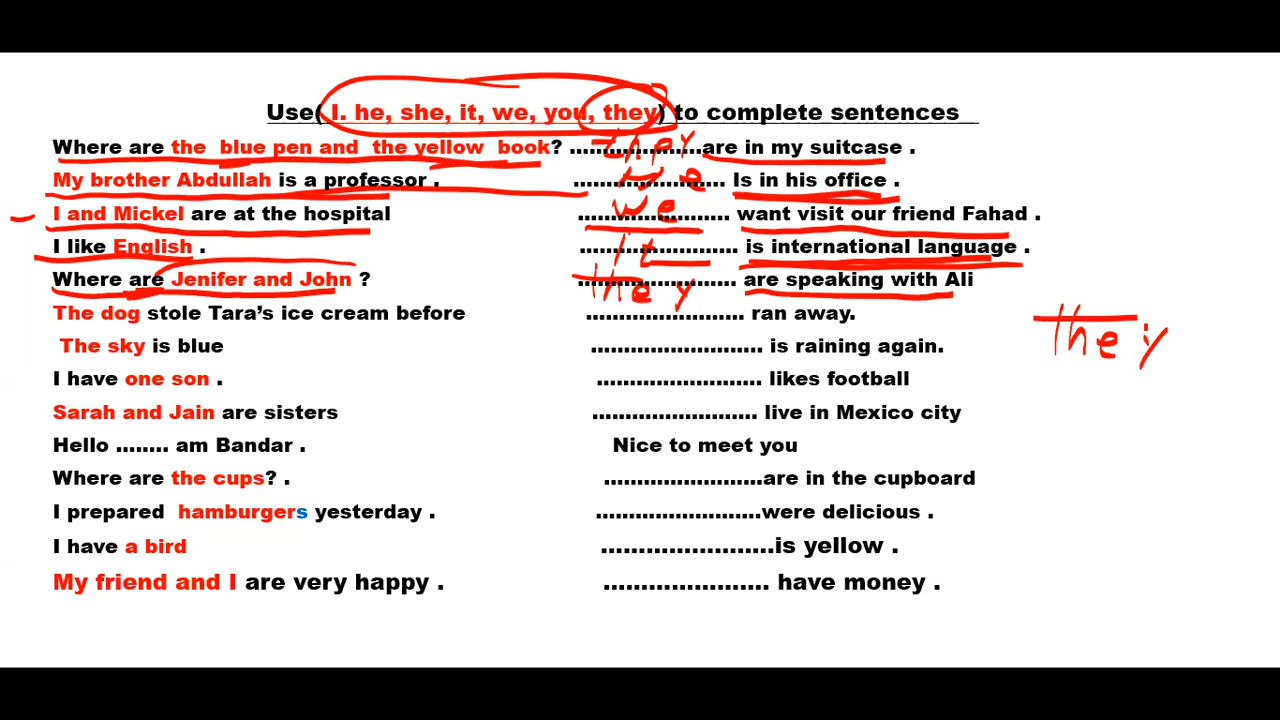 Use( I. he, she, it, we, you, they) to complete sentences
Where are the blue pen and the yellow book? .....they.....are in my suitcase .
My brother Abdullah is a professor . ........................ Is in his office .
I and Mickel are at the hospital .....we..... want visit our friend Fahad .
I like English . .....It..... is international language .
Where are Jenifer and John ? .....they..... are speaking with Ali
The dog stole Tara’s ice cream before ........................ ran away.
they
The sky is blue ........................ is raining again.
I have one son . ........................ likes football
Sarah and Jain are sisters ........................ live in Mexico city
Hello ........ am Bandar . Nice to meet you
Where are the cups? . ........................are in the cupboard
I prepared hamburgers yesterday . ........................were delicious .
I have a bird ........................is yellow .
My friend and I are very happy . ........................ have money .